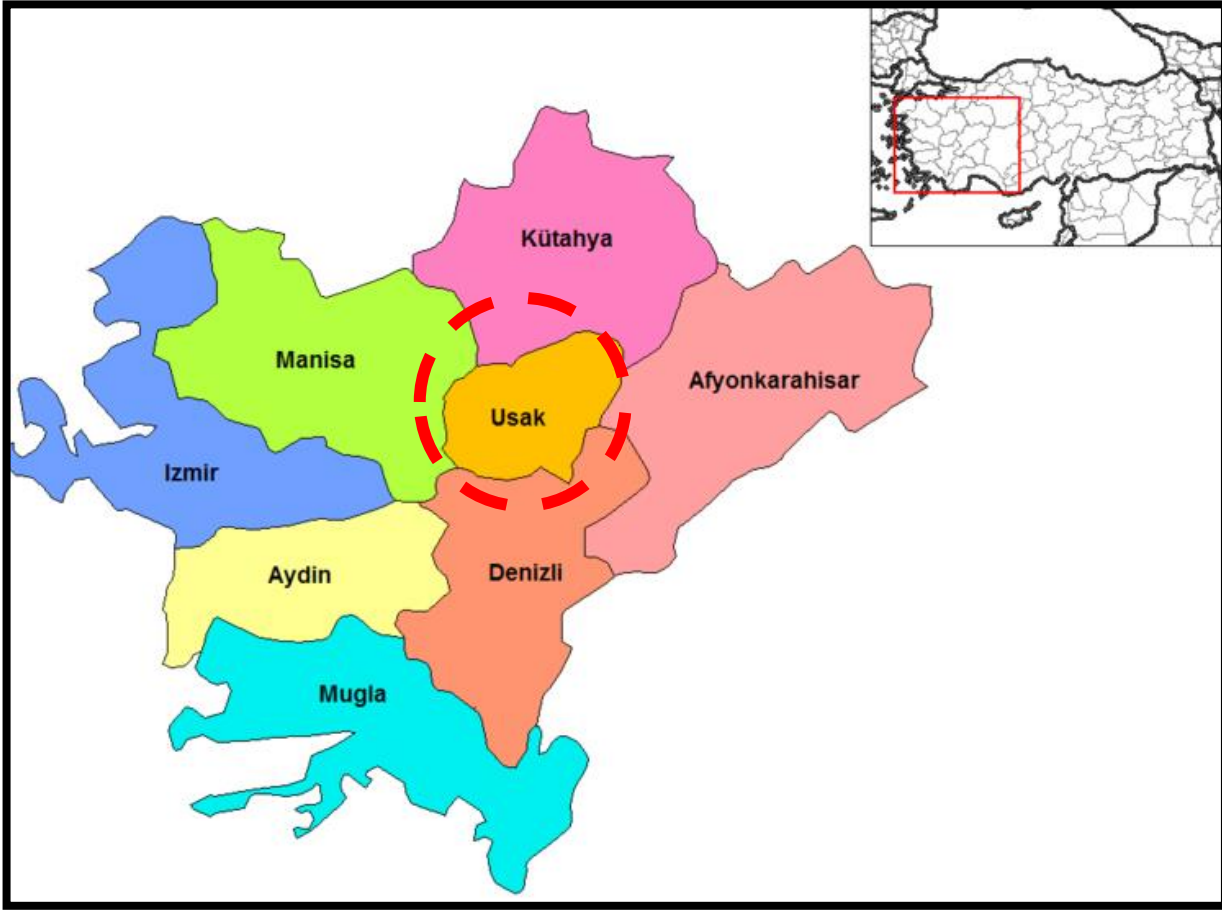 Kütahya
Manisa
Afyonkarahisar
Usak
Izmir
Aydin
Denizli
Mugla